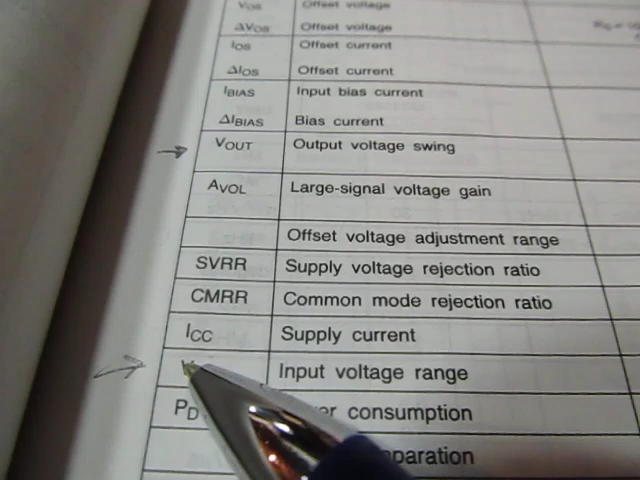 VOS Offset voltage
ΔVOS Offset voltage
IOS Offset current
ΔIOS Offset current
IBIAS Input bias current
ΔIBIAS Bias current
VOUT Output voltage swing
AVOL Large-signal voltage gain
Offset voltage adjustment range
SVRR Supply voltage rejection ratio
CMRR Common mode rejection ratio
ICC Supply current
Input voltage range
PD consumption